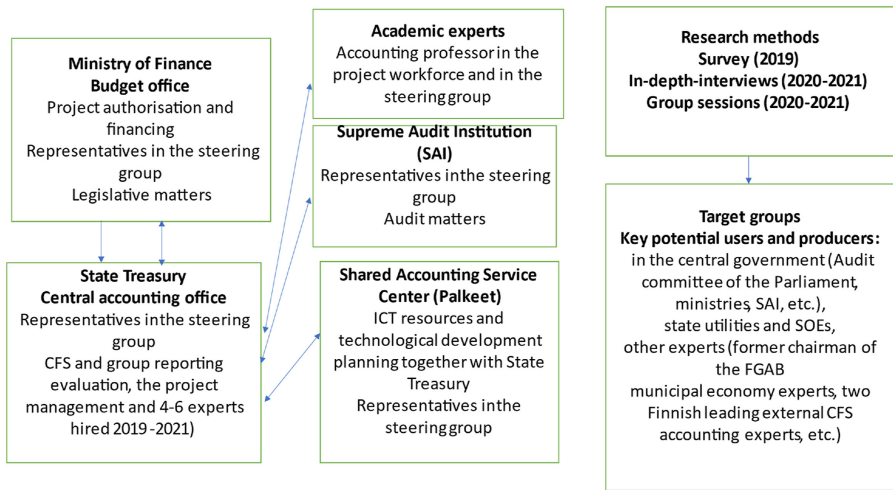 Ministry of Finance
Budget office
Project authorisation and
financing
Representatives in the steering
group
Legislative matters
State Treasury
Central accounting office
Representatives inthe steering
group
CFS and group reporting
evaluation, the project
management and 4-6 experts
hired 2019-2021)
Academic experts
Accounting professor in the
project workforce and in the
steering group
Supreme Audit Institution
(SAI)
Representatives in the steering
group
Audit matters
Shared Accounting Service
Center (Palkeet)
ICT resources and
technological development
planning together with State
Treasury
Representatives inthe
steering group
Research methods
Survey (2019)
In-depth-interviews (2020-2021)
Group sessions (2020-2021)
Target groups
Key potential users and producers:
in the central government (Audit
committee of the Parliament,
ministries, SAI, etc.),
state utilities and SOEs,
other experts (former chairman of
the FGAB
municipal economy experts, two
Finnish leading external CFS
accounting experts, etc.)